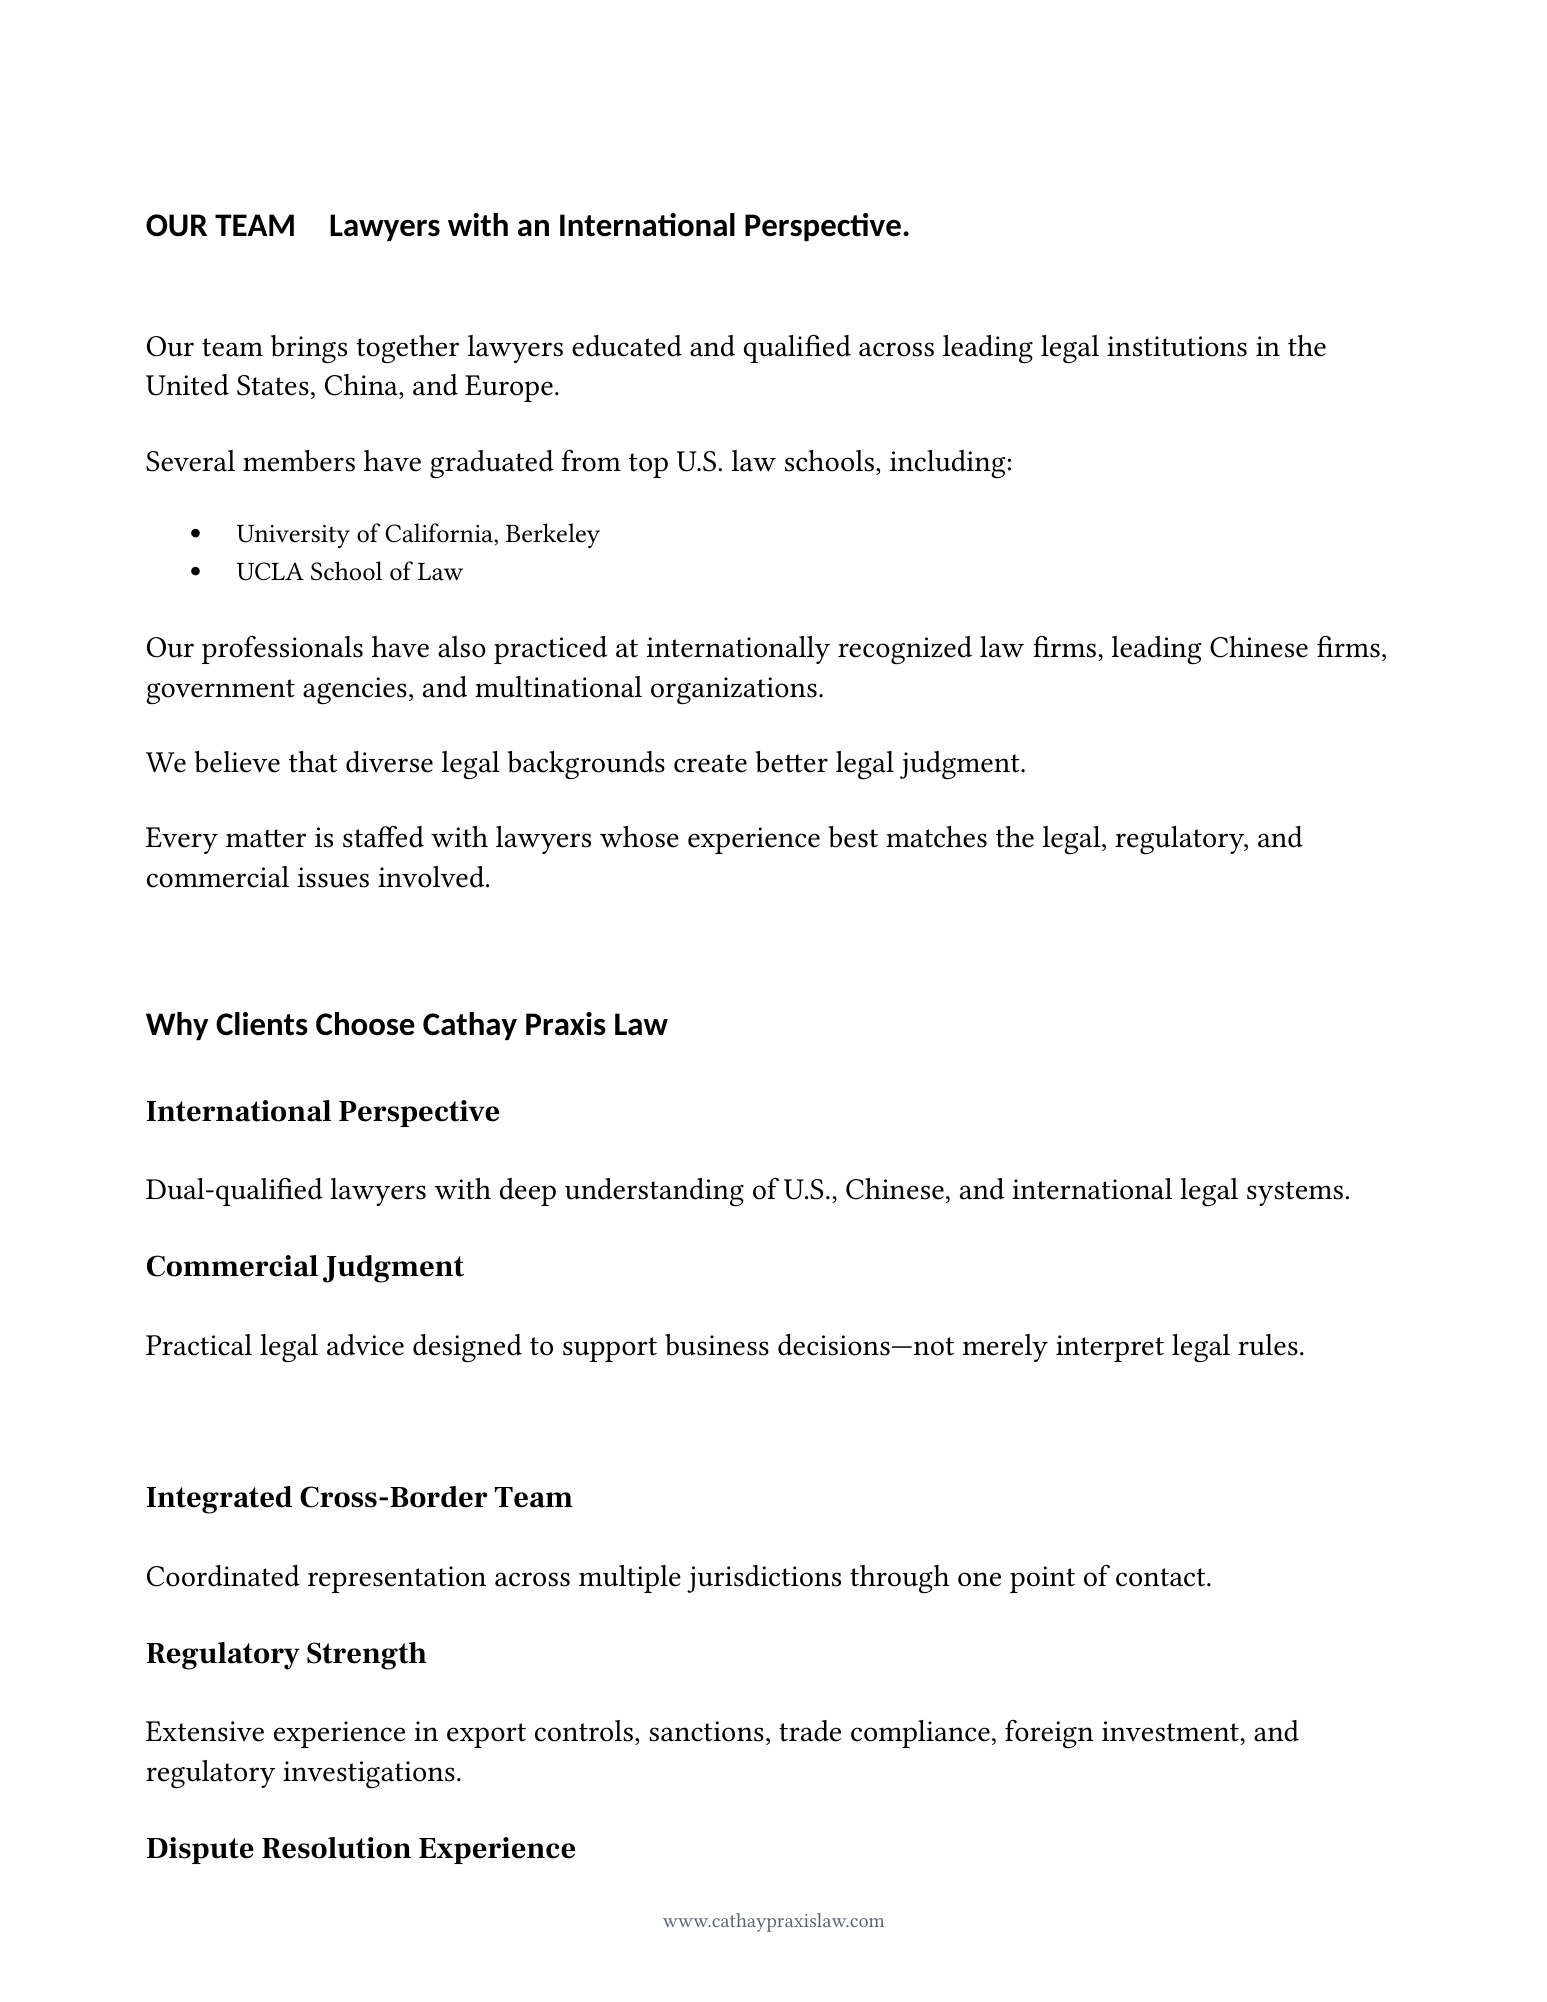 OUR TEAM Lawyers with an International Perspective.
Our team brings together lawyers educated and qualified across leading legal institutions in the
United States, China, and Europe.
Several members have graduated from top U.S. law schools, including:
• University of California, Berkeley
• UCLA School of Law
Our professionals have also practiced at internationally recognized law firms, leading Chinese firms,
government agencies, and multinational organizations.
We believe that diverse legal backgrounds create better legal judgment.
Every matter is staffed with lawyers whose experience best matches the legal, regulatory, and
commercial issues involved.
Why Clients Choose Cathay Praxis Law
International Perspective
Dual-qualified lawyers with deep understanding of U.S., Chinese, and international legal systems.
Commercial Judgment
Practical legal advice designed to support business decisions—not merely interpret legal rules.
Integrated Cross-Border Team
Coordinated representation across multiple jurisdictions through one point of contact.
Regulatory Strength
Extensive experience in export controls, sanctions, trade compliance, foreign investment, and
regulatory investigations.
Dispute Resolution Experience
www.cathaypraxislaw.com